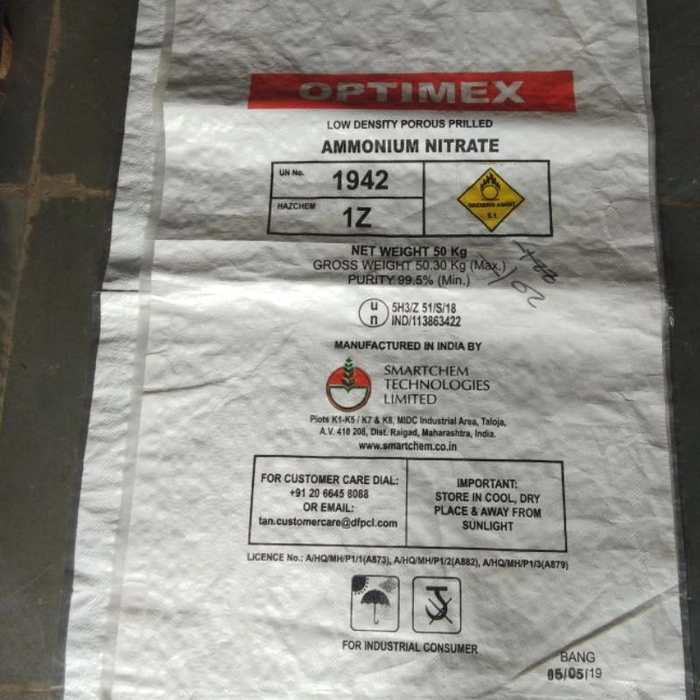 OPTIMEX
LOW DENSITY POROUS PRILLED
AMMONIUM NITRATE
UN No. 1942
HAZCHEM 1Z
OXIDIZING AGENT
5.1
NET WEIGHT 50 Kg
GROSS WEIGHT 50.30 Kg (Max.)
PURITY 99.5% (Min.)
u
n
5H3/Z 51/S/18
IND/113863422
MANUFACTURED IN INDIA BY
SMARTCHEM
TECHNOLOGIES
LIMITED
Plots K1-K5 / K7 & K8, MIDC Industrial Area, Taloja,
A.V. 410 208, Dist. Raigad, Maharashtra, India.
www.smartchem.co.in
FOR CUSTOMER CARE DIAL:
+91 20 6645 8088
OR EMAIL:
tan.customercare@dfpcl.com
IMPORTANT:
STORE IN COOL, DRY
PLACE & AWAY FROM
SUNLIGHT
LICENCE No.: A/HQ/MH/P1/1(A873), A/HQ/MH/P1/2(A882), A/HQ/MH/P1/3(A879)
FOR INDUSTRIAL CONSUMER
BANG
05/05/19